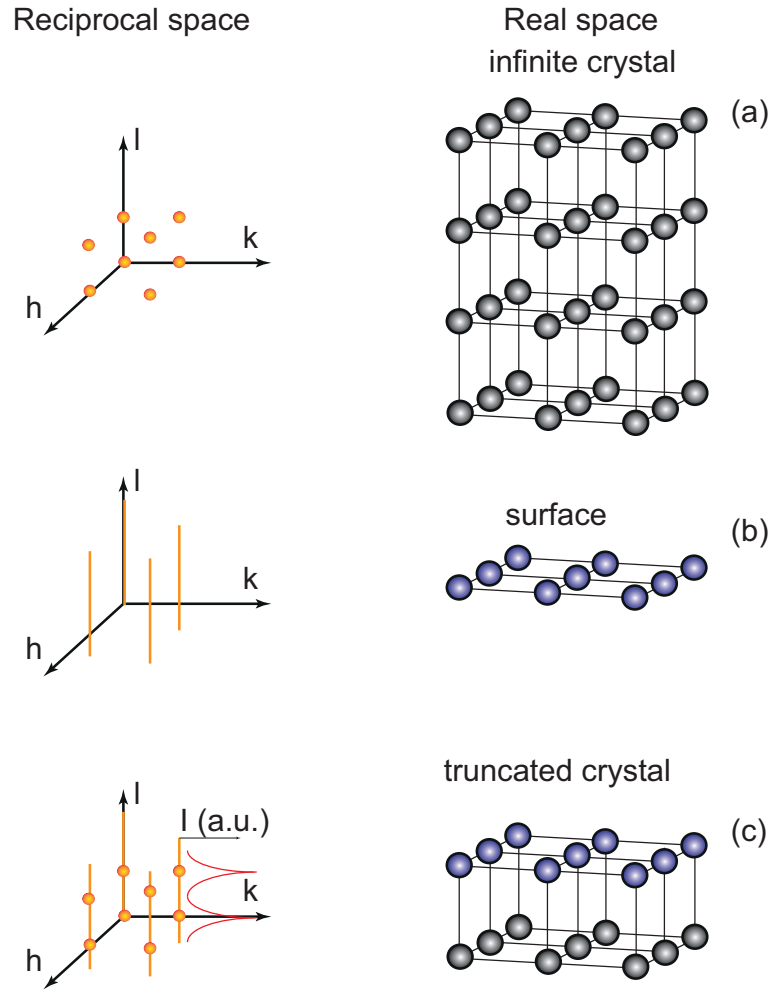 Reciprocal space
Real space
infinite crystal
(a)
l
k
h
surface
(b)
l
k
h
truncated crystal
(c)
l
I (a.u.)
k
h